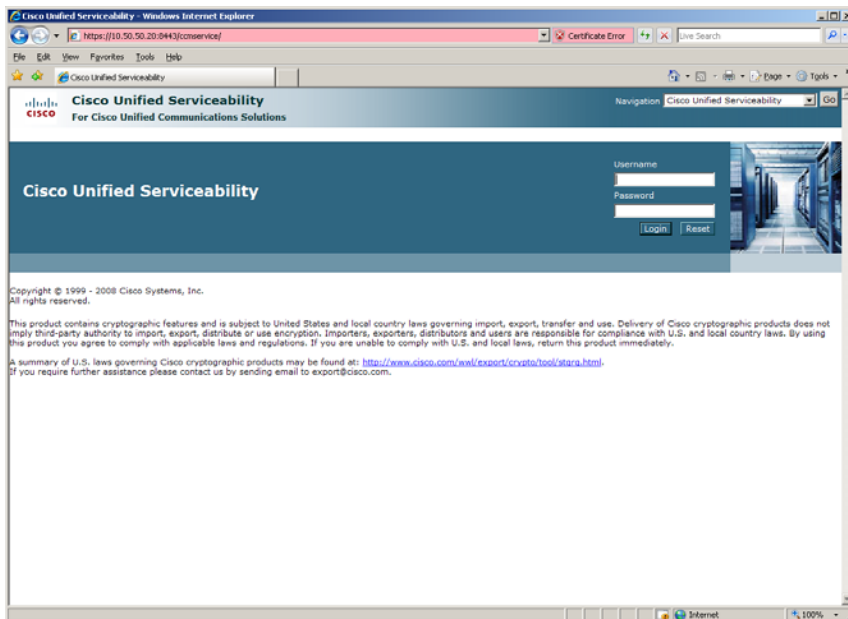 Cisco Unified Serviceability - Windows Internet Explorer
https://10.50.50.20:8443/ccmservice/
Certificate Error
Live Search
File Edit View Favorites Tools Help
Cisco Unified Serviceability
Page Tools
CISCO
Cisco Unified Serviceability
For Cisco Unified Communications Solutions
Navigation Cisco Unified Serviceability Go
Cisco Unified Serviceability
Username
Password
Login Reset
Copyright © 1999 - 2008 Cisco Systems, Inc.
All rights reserved.
This product contains cryptographic features and is subject to United States and local country laws governing import, export, transfer and use. Delivery of Cisco cryptographic products does not
imply third-party authority to import, export, distribute or use encryption. Importers, exporters, distributors and users are responsible for compliance with U.S. and local country laws. By using
this product you agree to comply with applicable laws and regulations. If you are unable to comply with U.S. and local laws, return this product immediately.
A summary of U.S. laws governing Cisco cryptographic products may be found at: http://www.cisco.com/wwl/export/crypto/tool/stqrg.html.
If you require further assistance please contact us by sending email to export@cisco.com.
Internet
100%